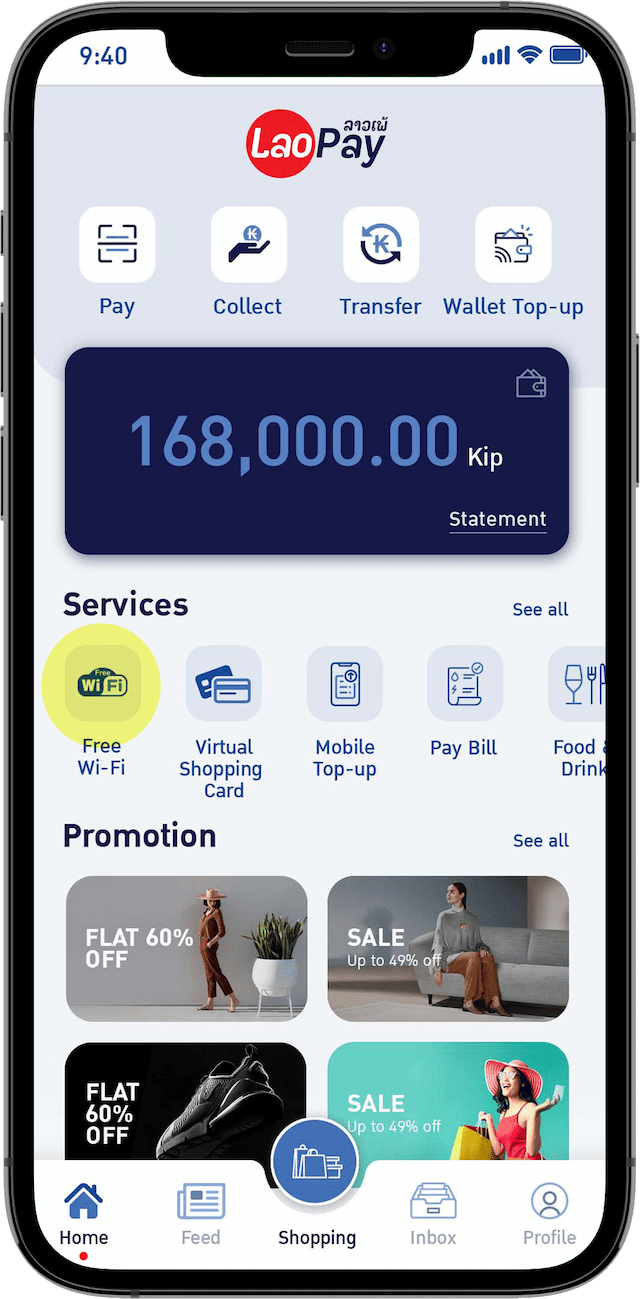 9:40
LaoPay
ລາວເພ້
Pay
Collect
Transfer
Wallet Top-up
168,000.00 Kip
Statement
Services
See all
Free
WiFi
Free
Wi-Fi
Virtual
Shopping
Card
Mobile
Top-up
Pay Bill
Food &
Drink
Promotion
See all
FLAT 60%
OFF
SALE
Up to 49% off
FLAT
60%
OFF
SALE
Up to 49% off
Home
Feed
Shopping
Inbox
Profile